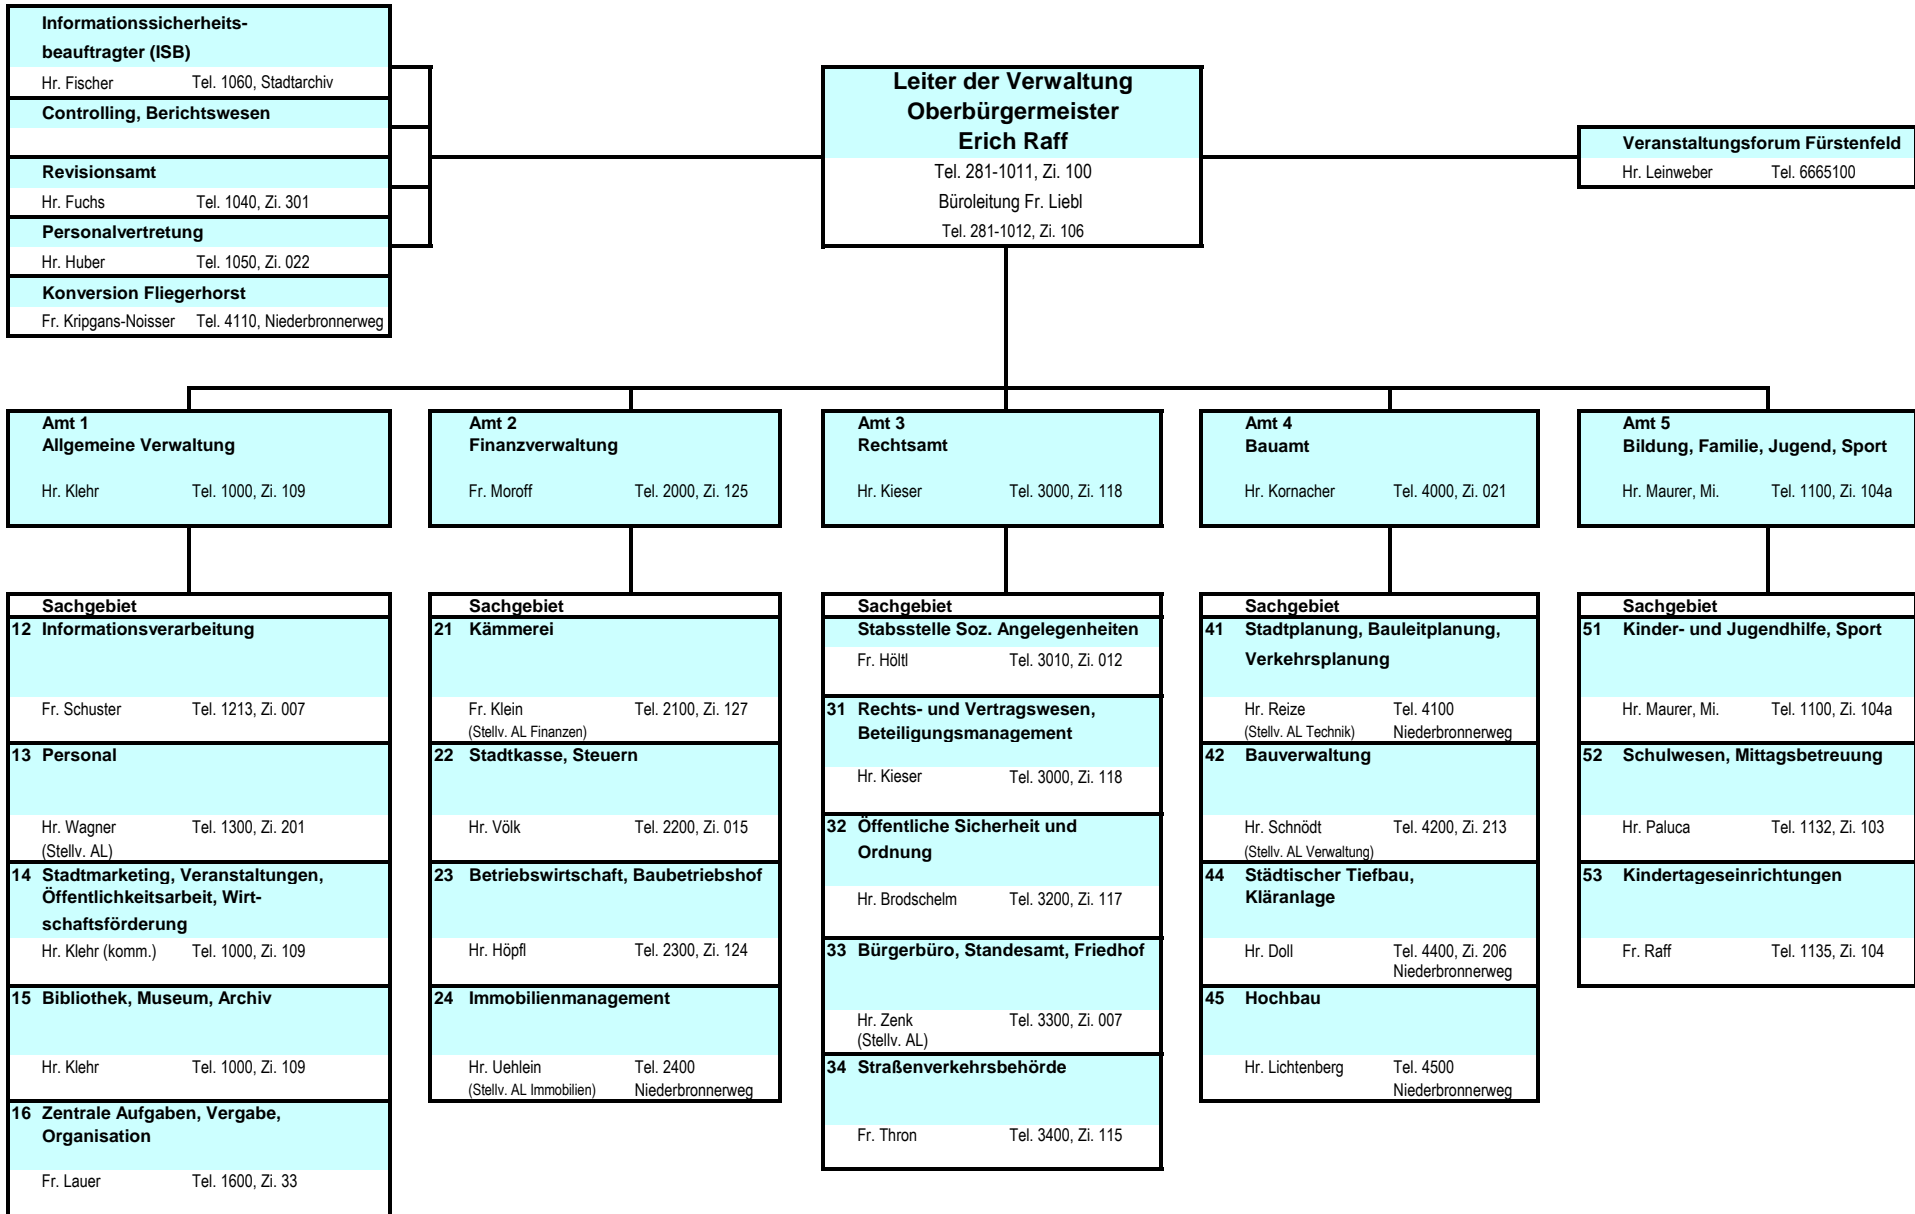 Informationssicherheits-
beauftragter (ISB)
Hr. Fischer Tel. 1060, Stadtarchiv
Controlling, Berichtswesen
Revisionsamt
Hr. Fuchs Tel. 1040, Zi. 301
Personalvertretung
Hr. Huber Tel. 1050, Zi. 022
Konversion Fliegerhorst
Fr. Kripgans-Noisser Tel. 4110, Niederbronnerweg
Leiter der Verwaltung
Oberbürgermeister
Erich Raff
Tel. 281-1011, Zi. 100
Büroleitung Fr. Liebl
Tel. 281-1012, Zi. 106
Veranstaltungsforum Fürstenfeld
Hr. Leinweber Tel. 6665100
Amt 1
Allgemeine Verwaltung
Hr. Klehr Tel. 1000, Zi. 109
Amt 2
Finanzverwaltung
Fr. Moroff Tel. 2000, Zi. 125
Amt 3
Rechtsamt
Hr. Kieser Tel. 3000, Zi. 118
Amt 4
Bauamt
Hr. Kornacher Tel. 4000, Zi. 021
Amt 5
Bildung, Familie, Jugend, Sport
Hr. Maurer, Mi. Tel. 1100, Zi. 104a
Sachgebiet
12 Informationsverarbeitung
Fr. Schuster Tel. 1213, Zi. 007
13 Personal
Hr. Wagner Tel. 1300, Zi. 201
(Stellv. AL)
14 Stadtmarketing, Veranstaltungen,
Öffentlichkeitsarbeit, Wirt-
schaftsförderung
Hr. Klehr (komm.) Tel. 1000, Zi. 109
15 Bibliothek, Museum, Archiv
Hr. Klehr Tel. 1000, Zi. 109
16 Zentrale Aufgaben, Vergabe,
Organisation
Fr. Lauer Tel. 1600, Zi. 33
Sachgebiet
21 Kämmerei
Fr. Klein Tel. 2100, Zi. 127
(Stellv. AL Finanzen)
22 Stadtkasse, Steuern
Hr. Völk Tel. 2200, Zi. 015
23 Betriebswirtschaft, Baubetriebshof
Hr. Höpfl Tel. 2300, Zi. 124
24 Immobilienmanagement
Hr. Uehlein Tel. 2400
(Stellv. AL Immobilien) Niederbronnerweg
Sachgebiet
Stabsstelle Soz. Angelegenheiten
Fr. Höltl Tel. 3010, Zi. 012
31 Rechts- und Vertragswesen,
Beteiligungsmanagement
Hr. Kieser Tel. 3000, Zi. 118
32 Öffentliche Sicherheit und
Ordnung
Hr. Brodschelm Tel. 3200, Zi. 117
33 Bürgerbüro, Standesamt, Friedhof
Hr. Zenk Tel. 3300, Zi. 007
(Stellv. AL)
34 Straßenverkehrsbehörde
Fr. Thron Tel. 3400, Zi. 115
Sachgebiet
41 Stadtplanung, Bauleitplanung,
Verkehrsplanung
Hr. Reize Tel. 4100
(Stellv. AL Technik) Niederbronnerweg
42 Bauverwaltung
Hr. Schnödt Tel. 4200, Zi. 213
(Stellv. AL Verwaltung)
44 Städtischer Tiefbau,
Kläranlage
Hr. Doll Tel. 4400, Zi. 206
Niederbronnerweg
45 Hochbau
Hr. Lichtenberg Tel. 4500
Niederbronnerweg
Sachgebiet
51 Kinder- und Jugendhilfe, Sport
Hr. Maurer, Mi. Tel. 1100, Zi. 104a
52 Schulwesen, Mittagsbetreuung
Hr. Paluca Tel. 1132, Zi. 103
53 Kindertageseinrichtungen
Fr. Raff Tel. 1135, Zi. 104